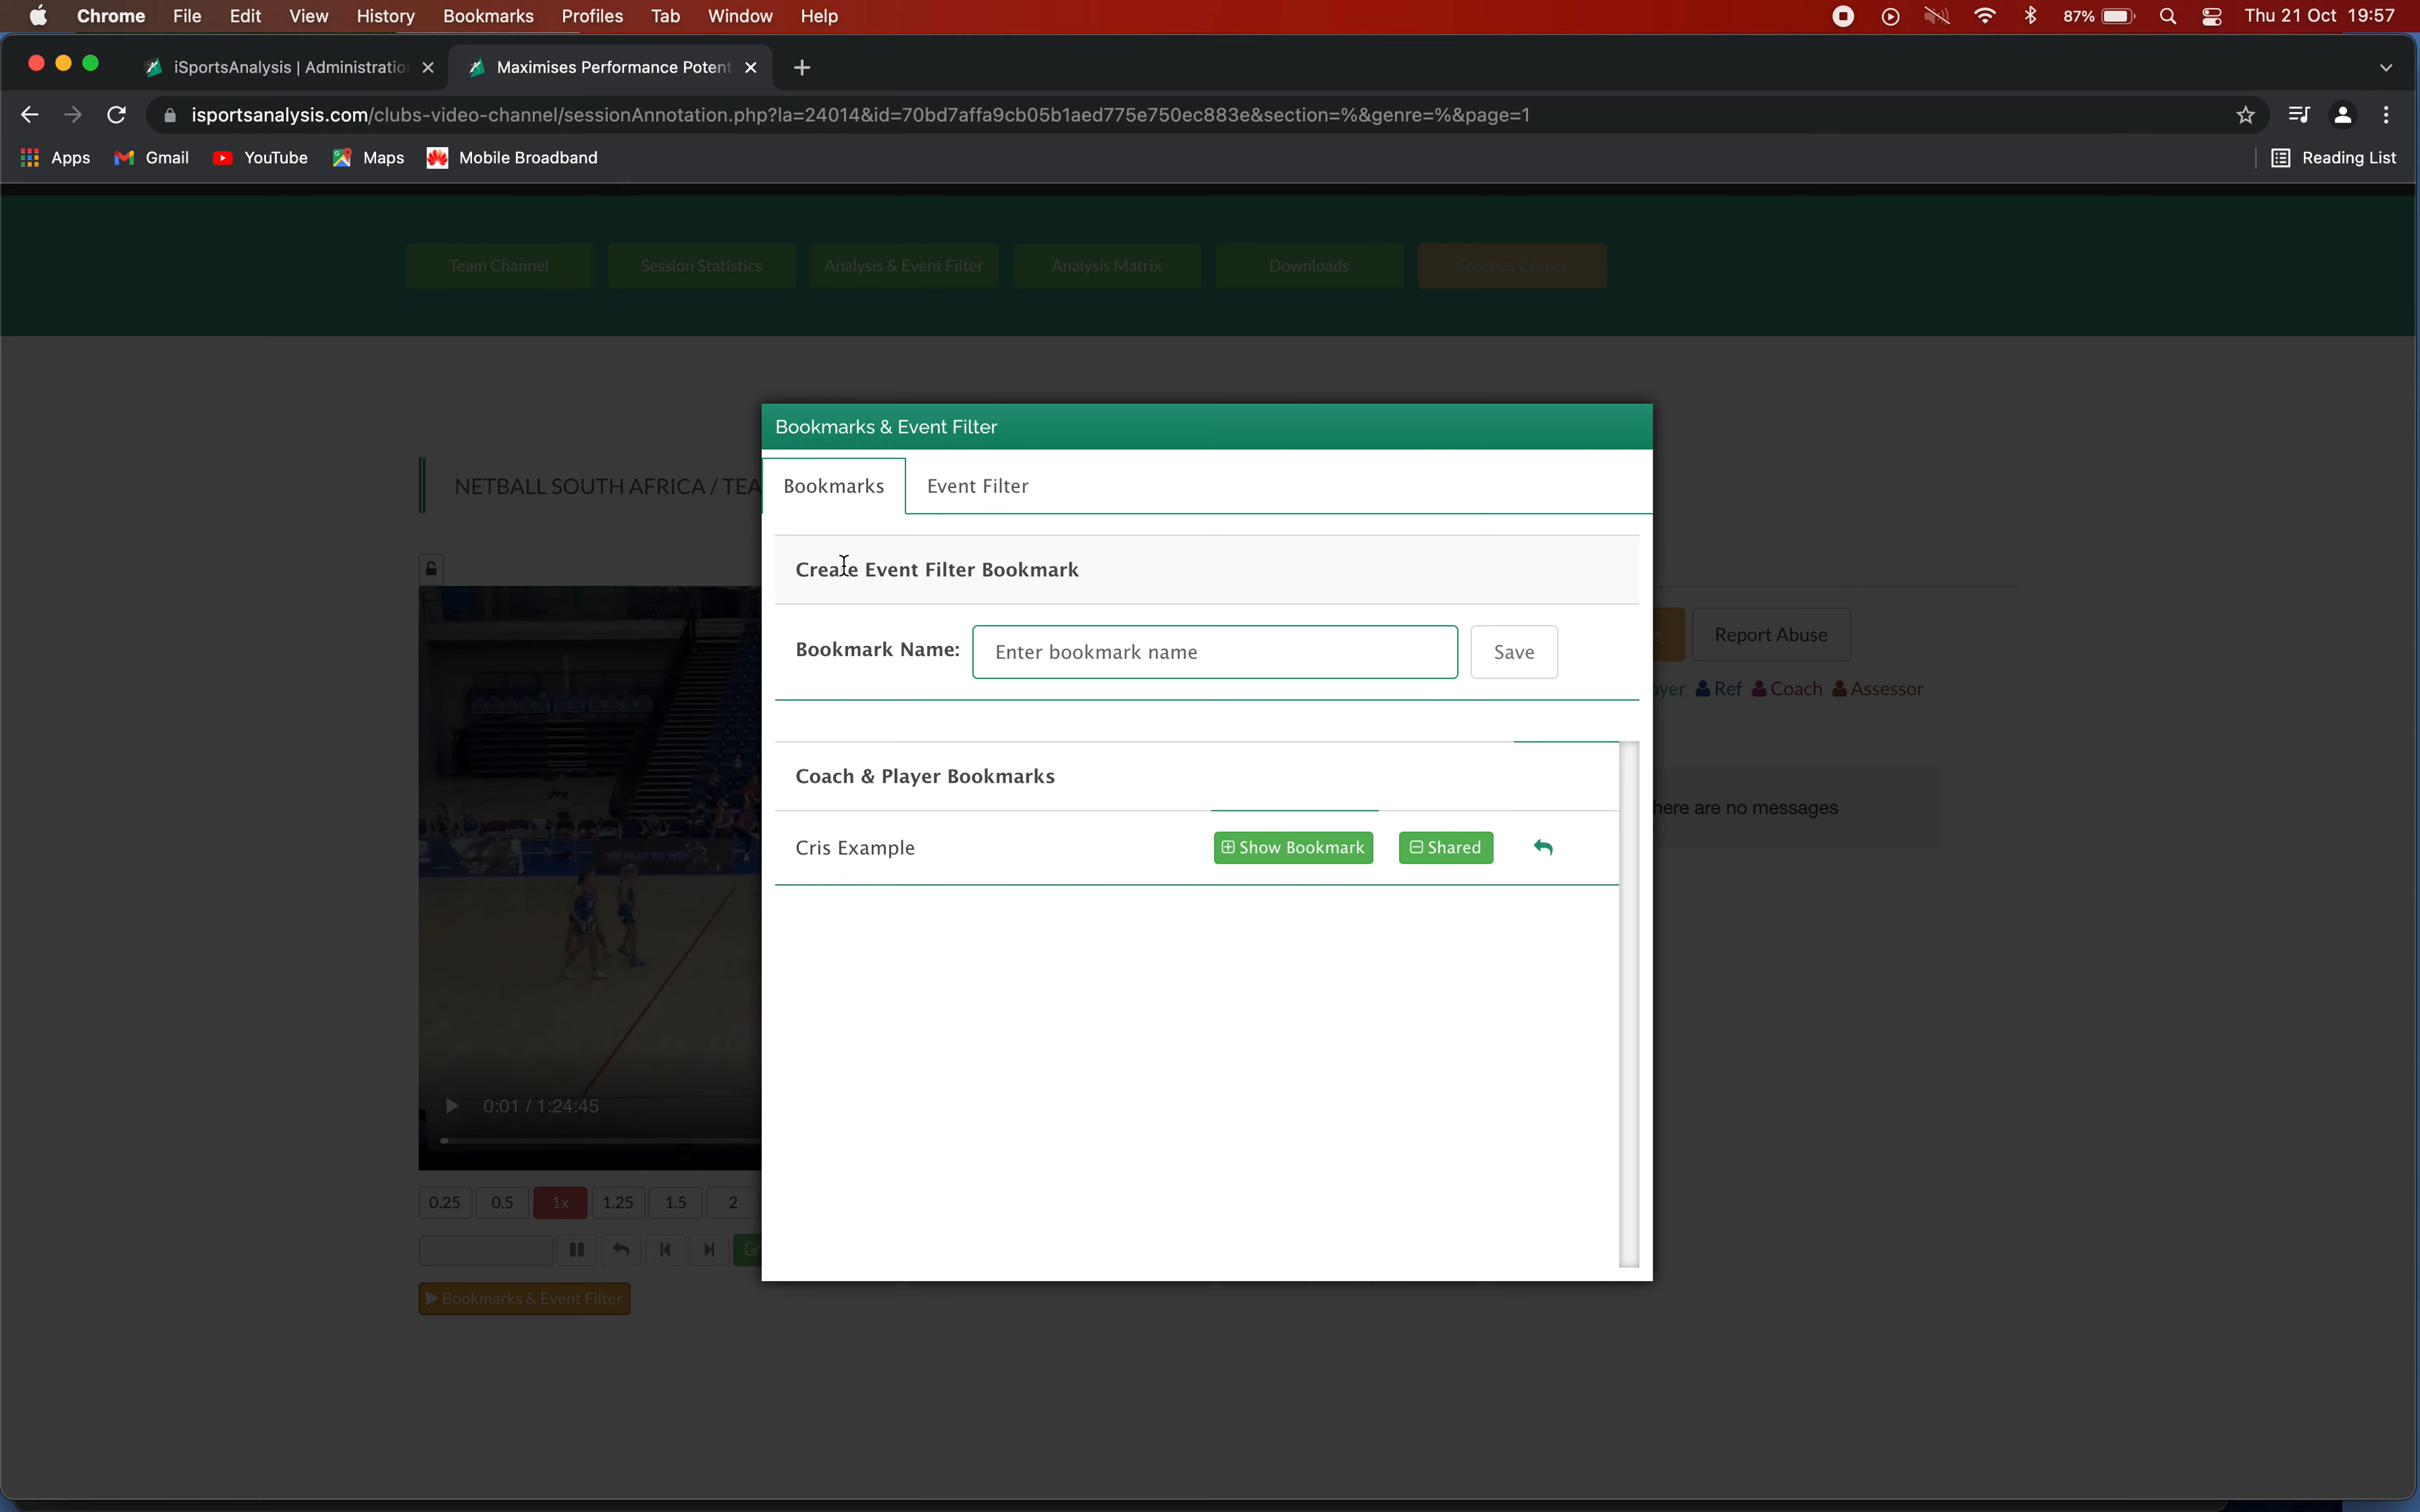 Chrome File Edit View History Bookmarks Profiles Tab Window Help 87% Thu 21 Oct 19:57
iSportsAnalysis | Administration Maximises Performance Potent
isportsanalysis.com/clubs-video-channel/sessionAnnotation.php?la=24014&id=70bd7affa9cb05b1aed775e750ec883e&section=%&genre=%&page=1
Apps Gmail YouTube Maps Mobile Broadband Reading List
Team Channel Session Statistics Analysis & Event Filter Analysis Matrix Downloads Coaches Corner
Bookmarks & Event Filter
NETBALL SOUTH AFRICA / TEA
Bookmarks Event Filter
Create Event Filter Bookmark
Bookmark Name: Enter bookmark name Save
Report Abuse
ayer Ref Coach Assessor
Coach & Player Bookmarks
here are no messages
Cris Example Show Bookmark Shared
PLAY TO WIN
0:01 / 1:24:45
0.25 0.5 1x 1.25 1.5 2
Bookmarks & Event Filter